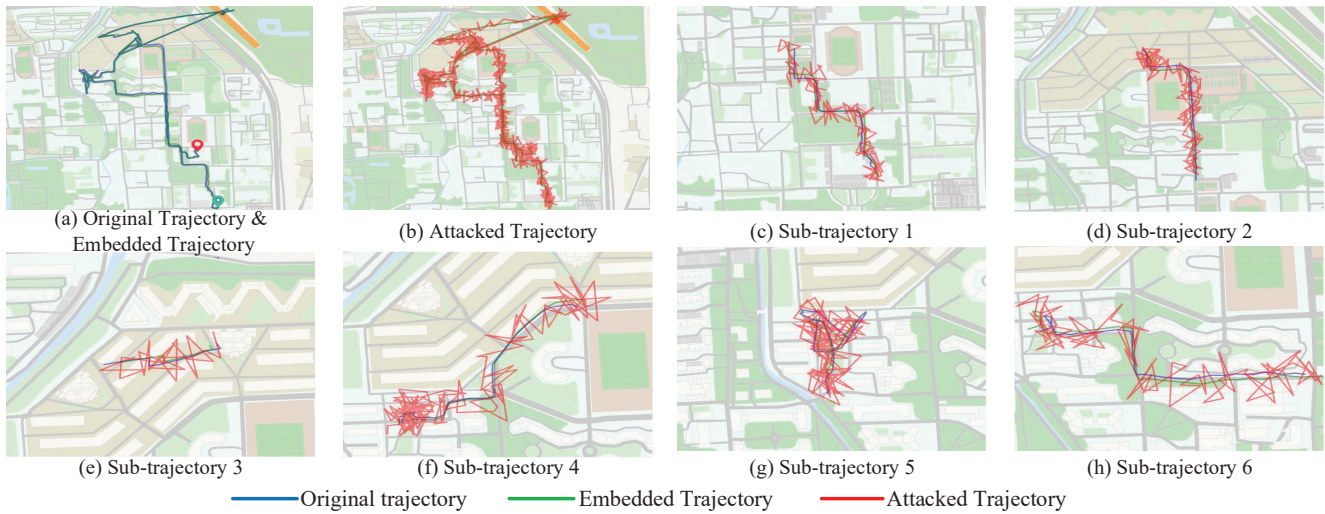 (a) Original Trajectory &
Embedded Trajectory
(b) Attacked Trajectory
(c) Sub-trajectory 1
(d) Sub-trajectory 2
(e) Sub-trajectory 3
(f) Sub-trajectory 4
(g) Sub-trajectory 5
(h) Sub-trajectory 6
Original trajectory
Embedded Trajectory
Attacked Trajectory